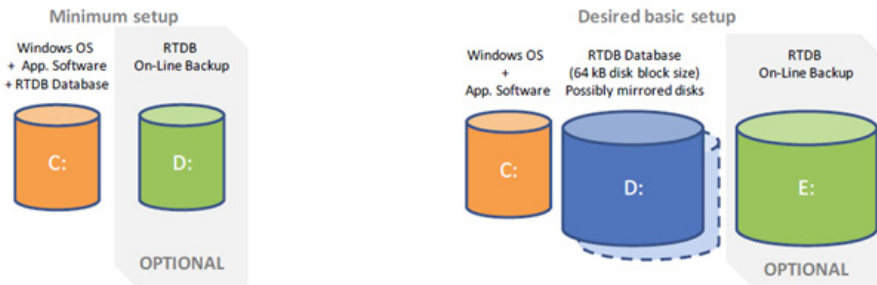 Minimum setup
Windows OS
+ App. Software
+ RTDB Database
RTDB
On-Line Backup
C:
D:
OPTIONAL
Desired basic setup
Windows OS
+
App. Software
RTDB Database
(64 kB disk block size)
Possibly mirrored disks
RTDB
On-Line Backup
C:
D:
E:
OPTIONAL